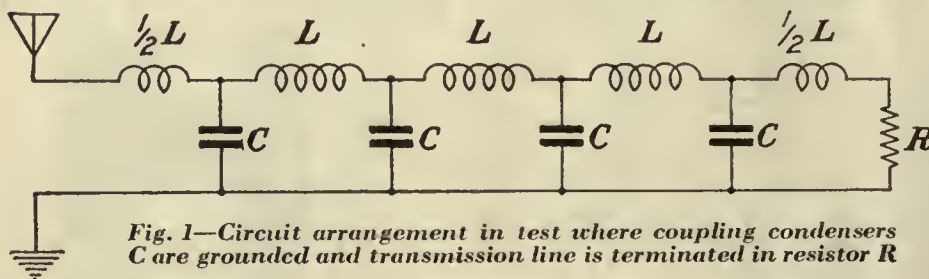 ½L L L L ½L
C C C C R
Fig. 1—Circuit arrangement in test where coupling condensers
C are grounded and transmission line is terminated in resistor R